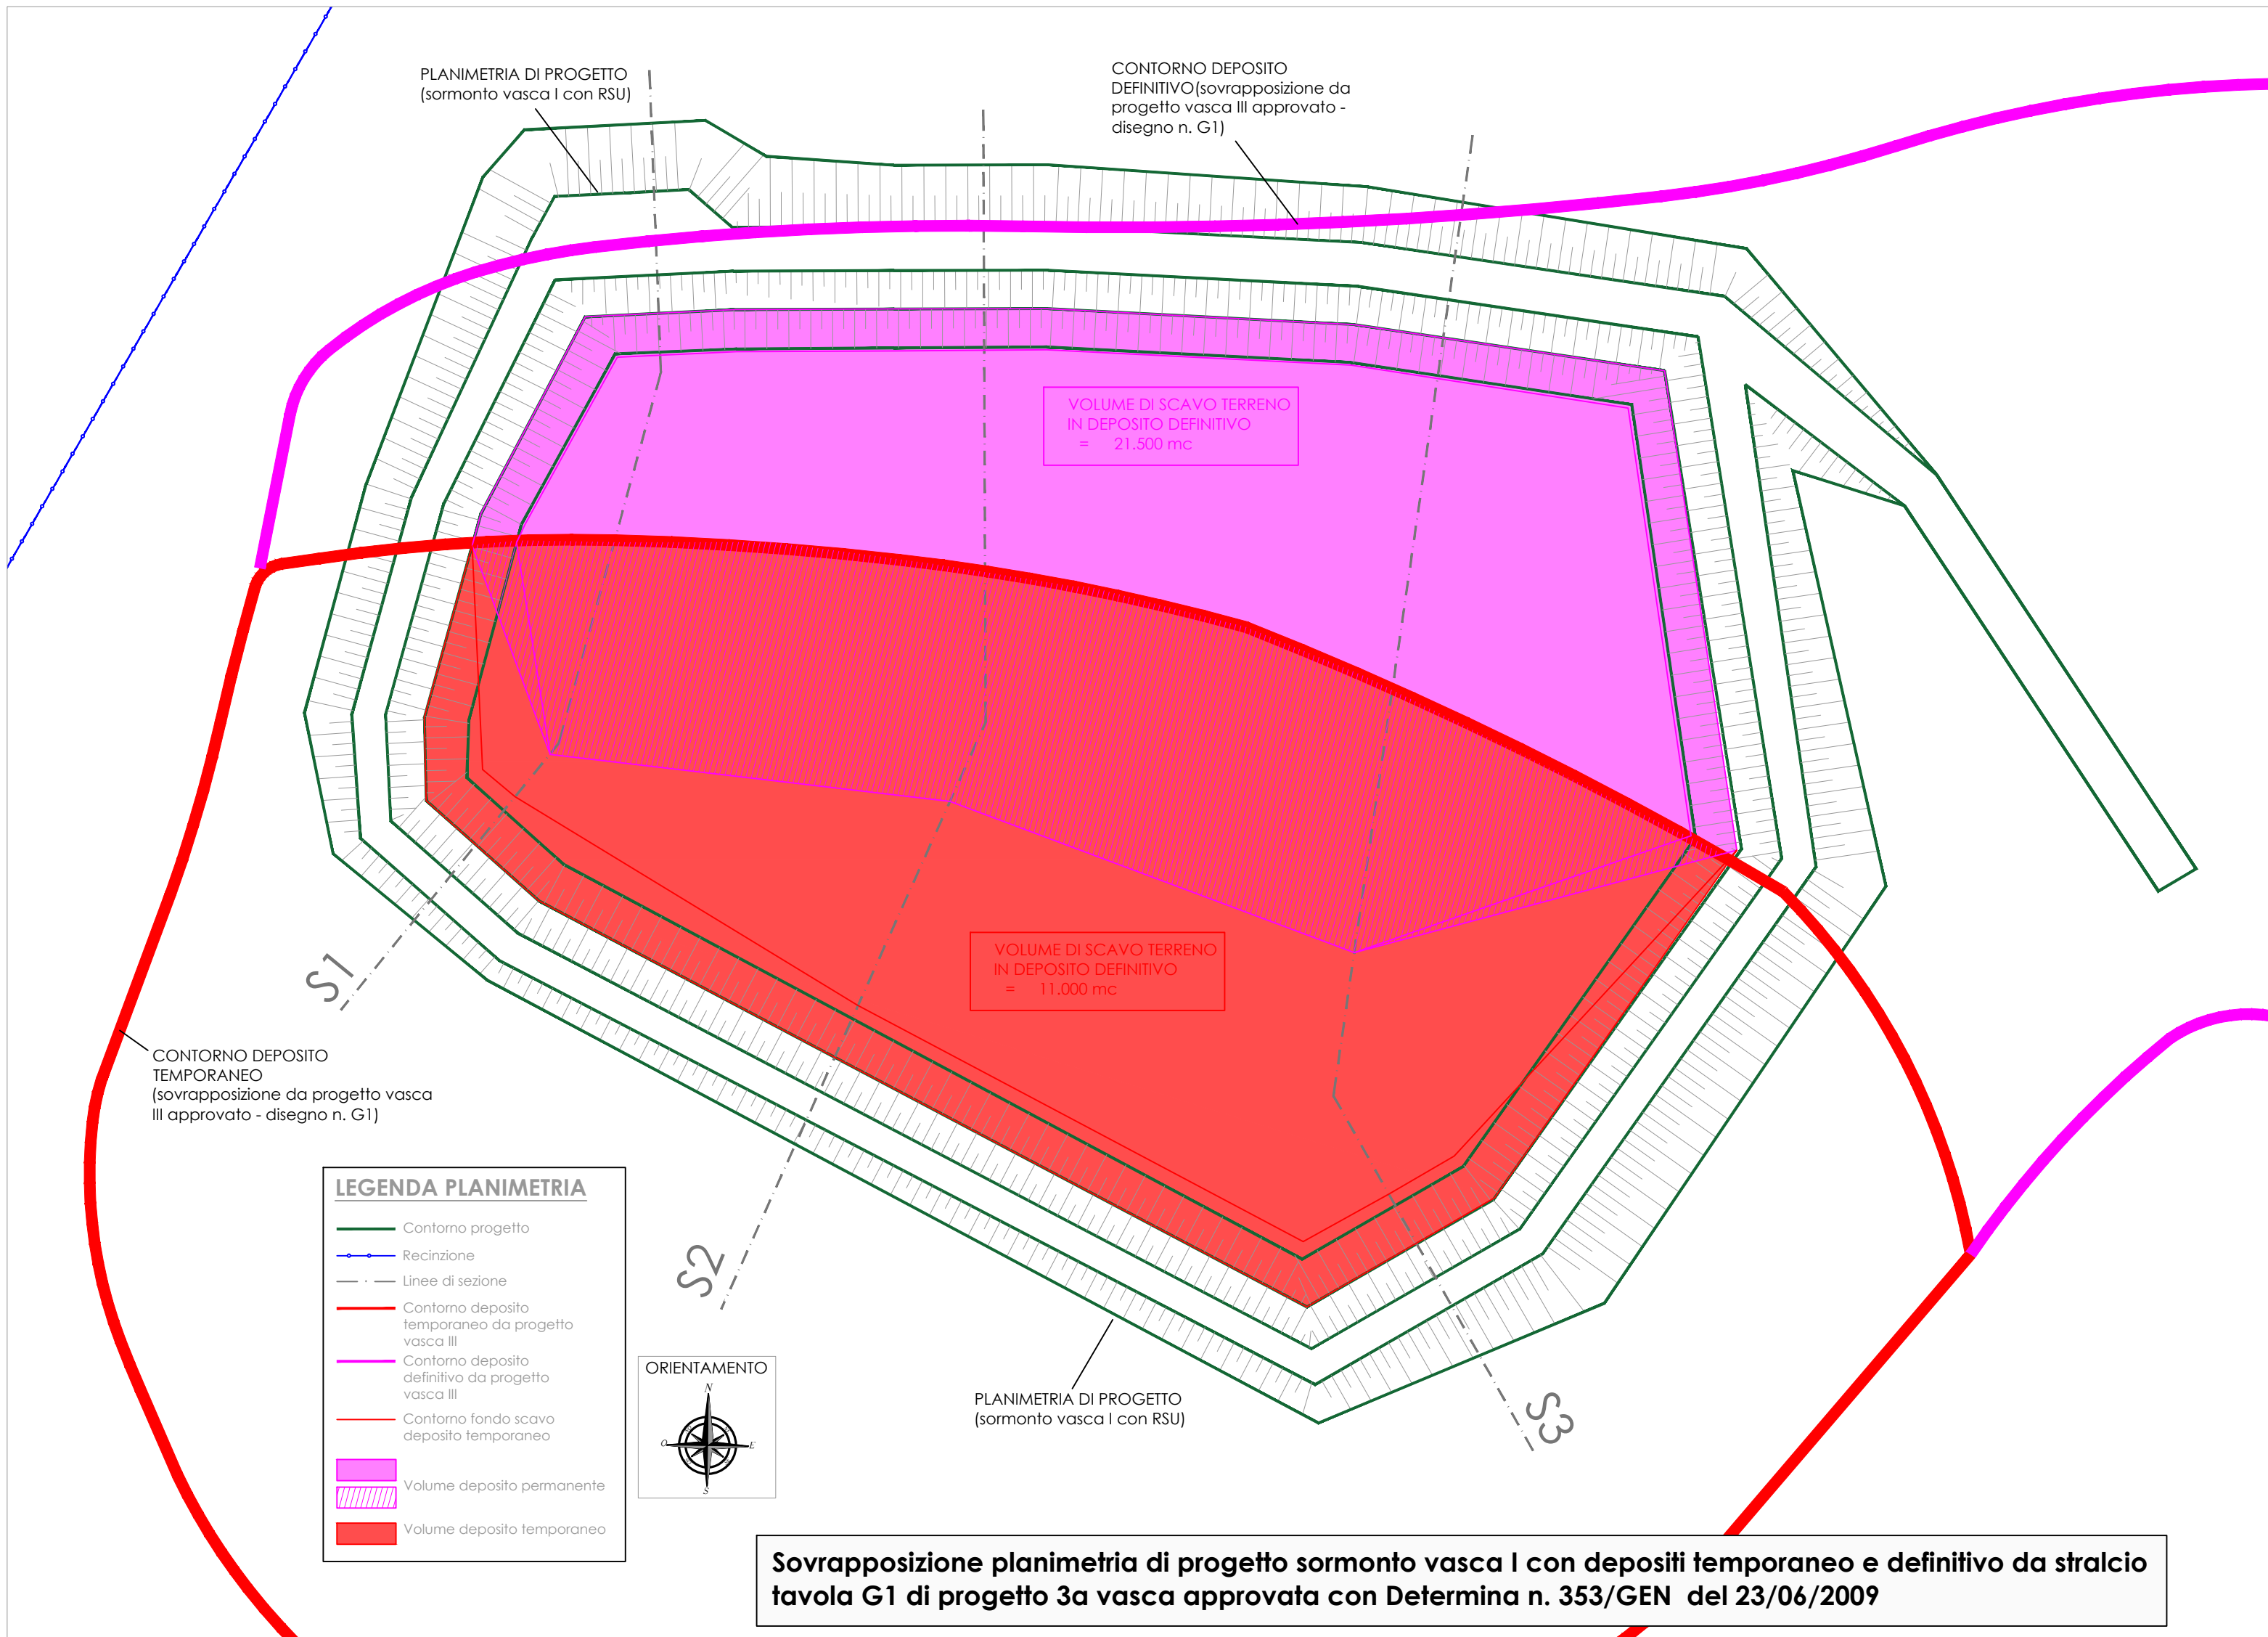 PLANIMETRIA DI PROGETTO
(sormonto vasca I con RSU)
CONTORNO DEPOSITO
DEFINITIVO(sovrapposizione da
progetto vasca III approvato -
disegno n. G1)
VOLUME DI SCAVO TERRENO
IN DEPOSITO DEFINITIVO
= 21.500 mc
VOLUME DI SCAVO TERRENO
IN DEPOSITO DEFINITIVO
= 11.000 mc
S1
CONTORNO DEPOSITO
TEMPORANEO
(sovrapposizione da progetto vasca
III approvato - disegno n. G1)
S2
S3
LEGENDA PLANIMETRIA
Contorno progetto
Recinzione
Linee di sezione
Contorno deposito
temporaneo da progetto
vasca III
Contorno deposito
definitivo da progetto
vasca III
Contorno fondo scavo
deposito temporaneo
Volume deposito permanente
Volume deposito temporaneo
ORIENTAMENTO
N
O
E
S
PLANIMETRIA DI PROGETTO
(sormonto vasca I con RSU)
Sovrapposizione planimetria di progetto sormonto vasca I con depositi temporaneo e definitivo da stralcio
tavola G1 di progetto 3a vasca approvata con Determina n. 353/GEN del 23/06/2009